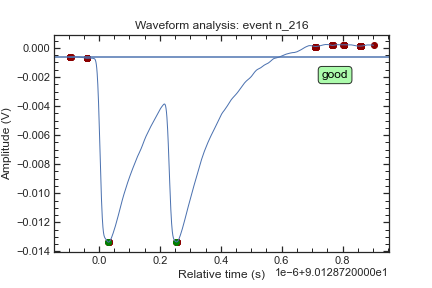 Waveform analysis: event n_216
Amplitude (V)
0.000
−0.002
−0.004
−0.006
−0.008
−0.010
−0.012
−0.014
good
0.0
0.2
0.4
0.6
0.8
1e−6+9.0128720000e1
Relative time (s)